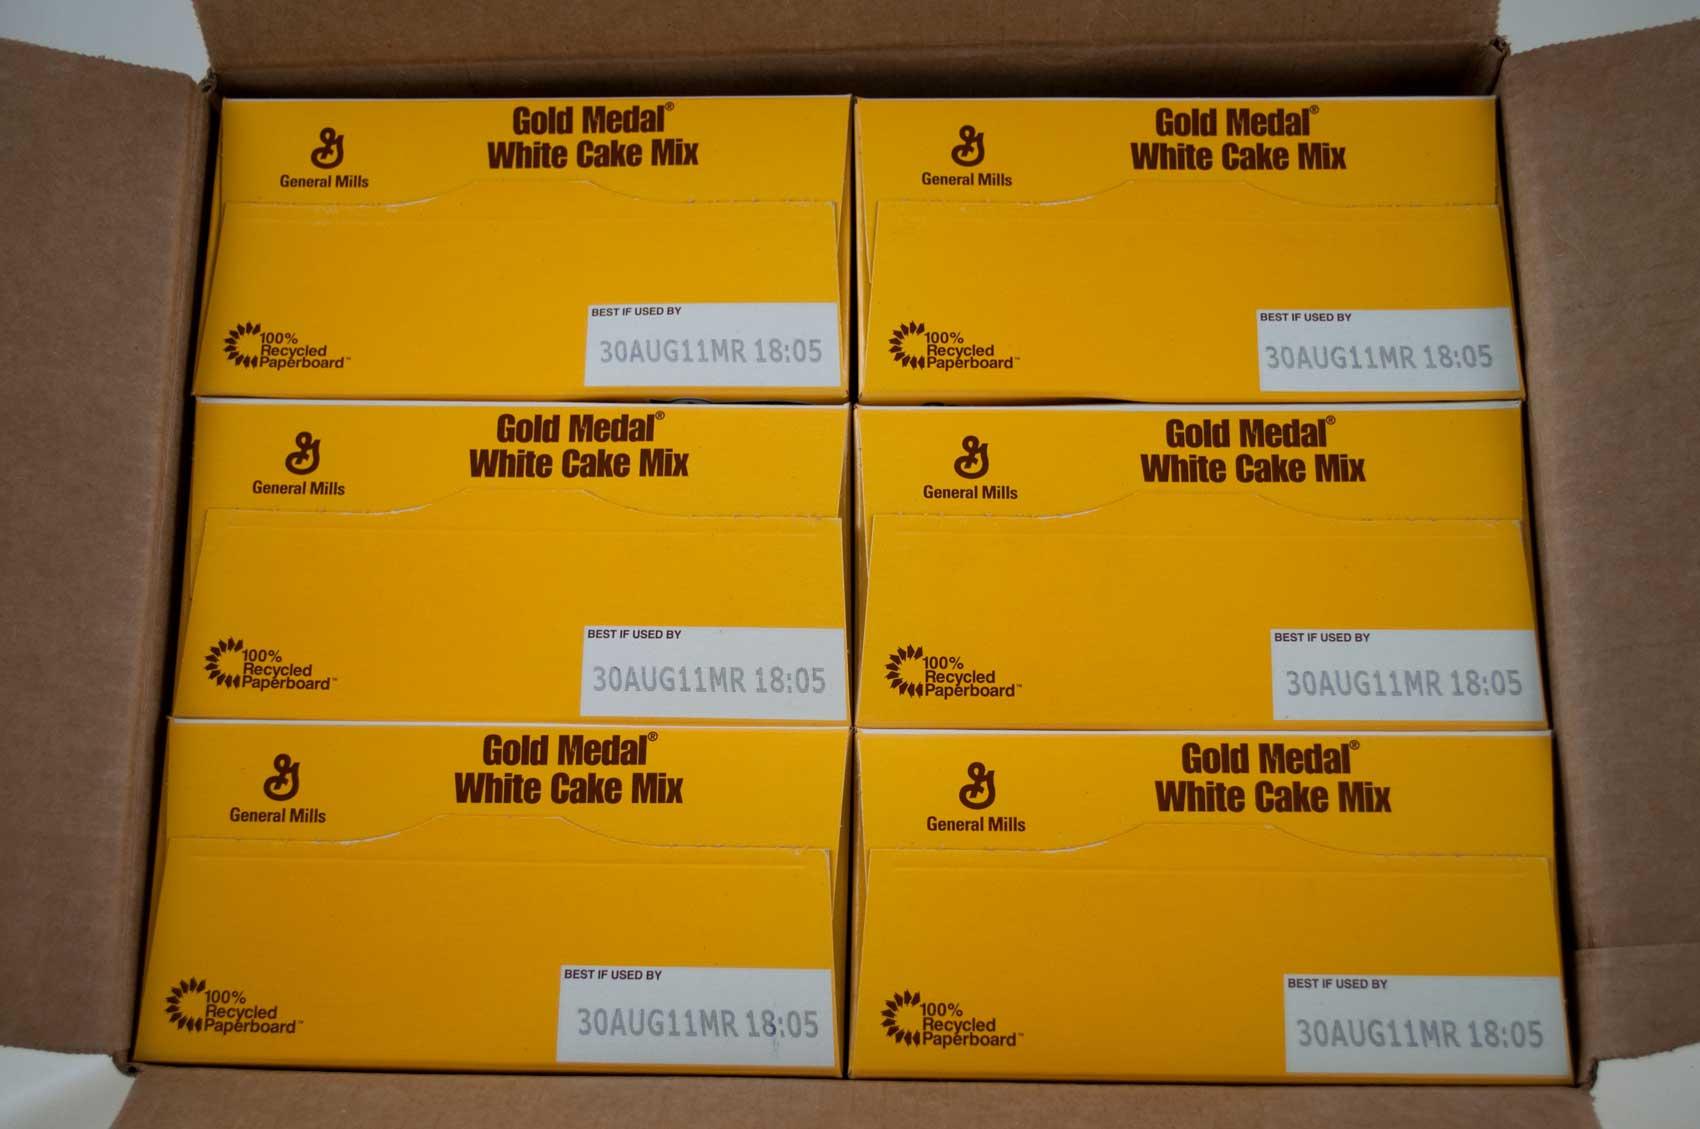 Gold Medal®
White Cake Mix
General Mills
100%
Recycled
Paperboard™
BEST IF USED BY
30AUG11MR 18:05
Gold Medal®
White Cake Mix
General Mills
100%
Recycled
Paperboard™
BEST IF USED BY
30AUG11MR 18:05
Gold Medal®
White Cake Mix
General Mills
100%
Recycled
Paperboard™
BEST IF USED BY
30AUG11MR 18:05
Gold Medal®
White Cake Mix
General Mills
100%
Recycled
Paperboard™
BEST IF USED BY
30AUG11MR 18:05
Gold Medal®
White Cake Mix
General Mills
100%
Recycled
Paperboard™
BEST IF USED BY
30AUG11MR 18:05
Gold Medal®
White Cake Mix
General Mills
100%
Recycled
Paperboard™
BEST IF USED BY
30AUG11MR 18:05